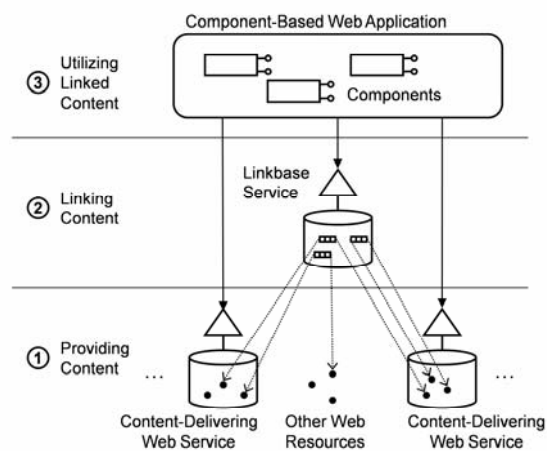 Component-Based Web Application
③ Utilizing
Linked
Content
Components
Linkbase
Service
② Linking
Content
① Providing
Content
...
...
Content-Delivering
Web Service
Other Web
Resources
Content-Delivering
Web Service